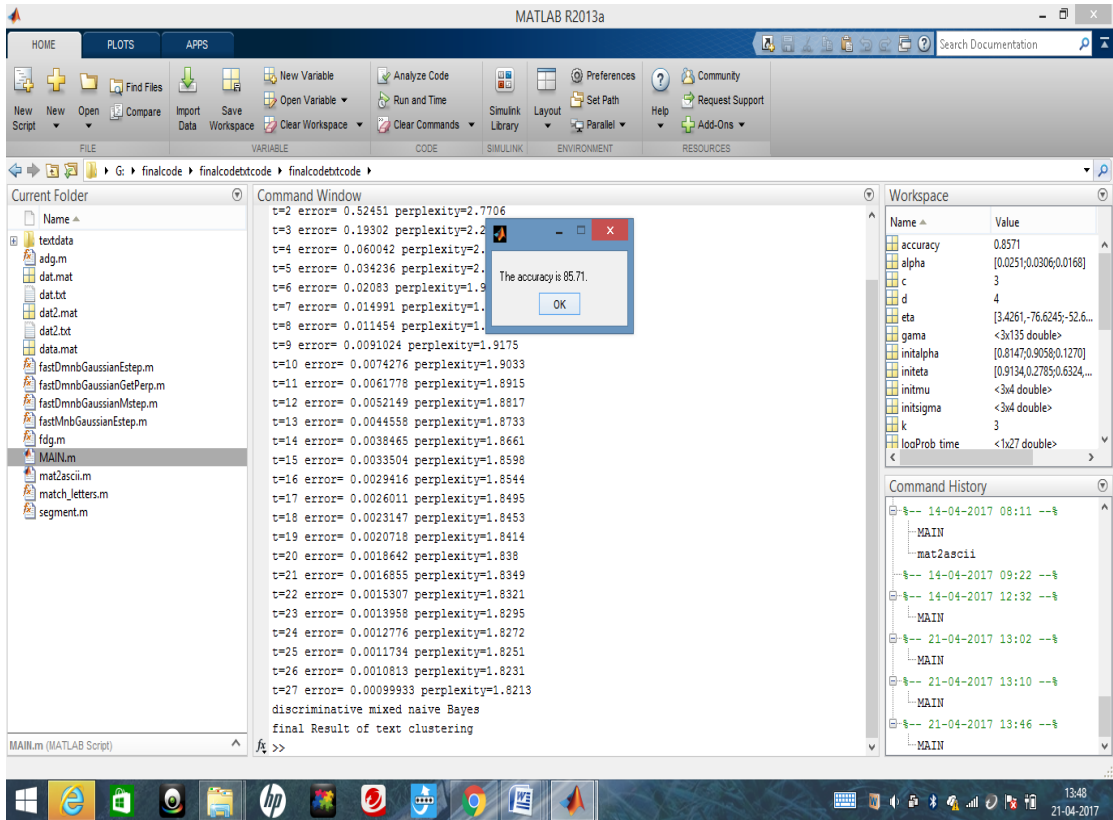 MATLAB R2013a
HOME PLOTS APPS
Search Documentation
New Script
New
Open
Find Files
Compare
Import Data
Save Workspace
New Variable
Open Variable
Clear Workspace
Analyze Code
Run and Time
Clear Commands
Simulink Library
Layout
Preferences
Set Path
Parallel
Help
Community
Request Support
Add-Ons
FILE VARIABLE CODE SIMULINK ENVIRONMENT RESOURCES
G: finalcode finalcodetxtcode finalcodetxtcode
Current Folder
Name
textdata
adg.m
dat.mat
dat.txt
dat2.mat
dat2.txt
data.mat
fastDmnbGaussianEstep.m
fastDmnbGaussianGetPerp.m
fastDmnbGaussianMstep.m
fastMnbGaussianEstep.m
fdg.m
MAIN.m
mat2ascii.m
match_letters.m
segment.m
MAIN.m (MATLAB Script)
Command Window
t=2 error= 0.52451 perplexity=2.7706
t=3 error= 0.19302 perplexity=2.2
t=4 error= 0.060042 perplexity=2.
t=5 error= 0.034236 perplexity=2.
t=6 error= 0.02083 perplexity=1.9
t=7 error= 0.014991 perplexity=1.
t=8 error= 0.011454 perplexity=1.
t=9 error= 0.0091024 perplexity=1.9175
t=10 error= 0.0074276 perplexity=1.9033
t=11 error= 0.0061778 perplexity=1.8915
t=12 error= 0.0052149 perplexity=1.8817
t=13 error= 0.0044558 perplexity=1.8733
t=14 error= 0.0038465 perplexity=1.8661
t=15 error= 0.0033504 perplexity=1.8598
t=16 error= 0.0029416 perplexity=1.8544
t=17 error= 0.0026011 perplexity=1.8495
t=18 error= 0.0023147 perplexity=1.8453
t=19 error= 0.0020718 perplexity=1.8414
t=20 error= 0.0018642 perplexity=1.838
t=21 error= 0.0016855 perplexity=1.8349
t=22 error= 0.0015307 perplexity=1.8321
t=23 error= 0.0013958 perplexity=1.8295
t=24 error= 0.0012776 perplexity=1.8272
t=25 error= 0.0011734 perplexity=1.8251
t=26 error= 0.0010813 perplexity=1.8231
t=27 error= 0.00099933 perplexity=1.8213
discriminative mixed naive Bayes
final Result of text clustering
fx >>
The accuracy is 85.71.
OK
Workspace
Name Value
accuracy 0.8571
alpha [0.0251;0.0306;0.0168]
c 3
d 4
eta [3.4261,-76.6245;-52.6...
gama <3x135 double>
initalpha [0.8147;0.9058;0.1270]
initeta [0.9134,0.2785;0.6324,...
initmu <3x4 double>
initsigma <3x4 double>
k 3
logProb_time <1x27 double>
Command History
%-- 14-04-2017 08:11 --%
MAIN
mat2ascii
%-- 14-04-2017 09:22 --%
%-- 14-04-2017 12:32 --%
MAIN
%-- 21-04-2017 13:02 --%
MAIN
%-- 21-04-2017 13:10 --%
MAIN
%-- 21-04-2017 13:46 --%
MAIN
hp
13:48
21-04-2017